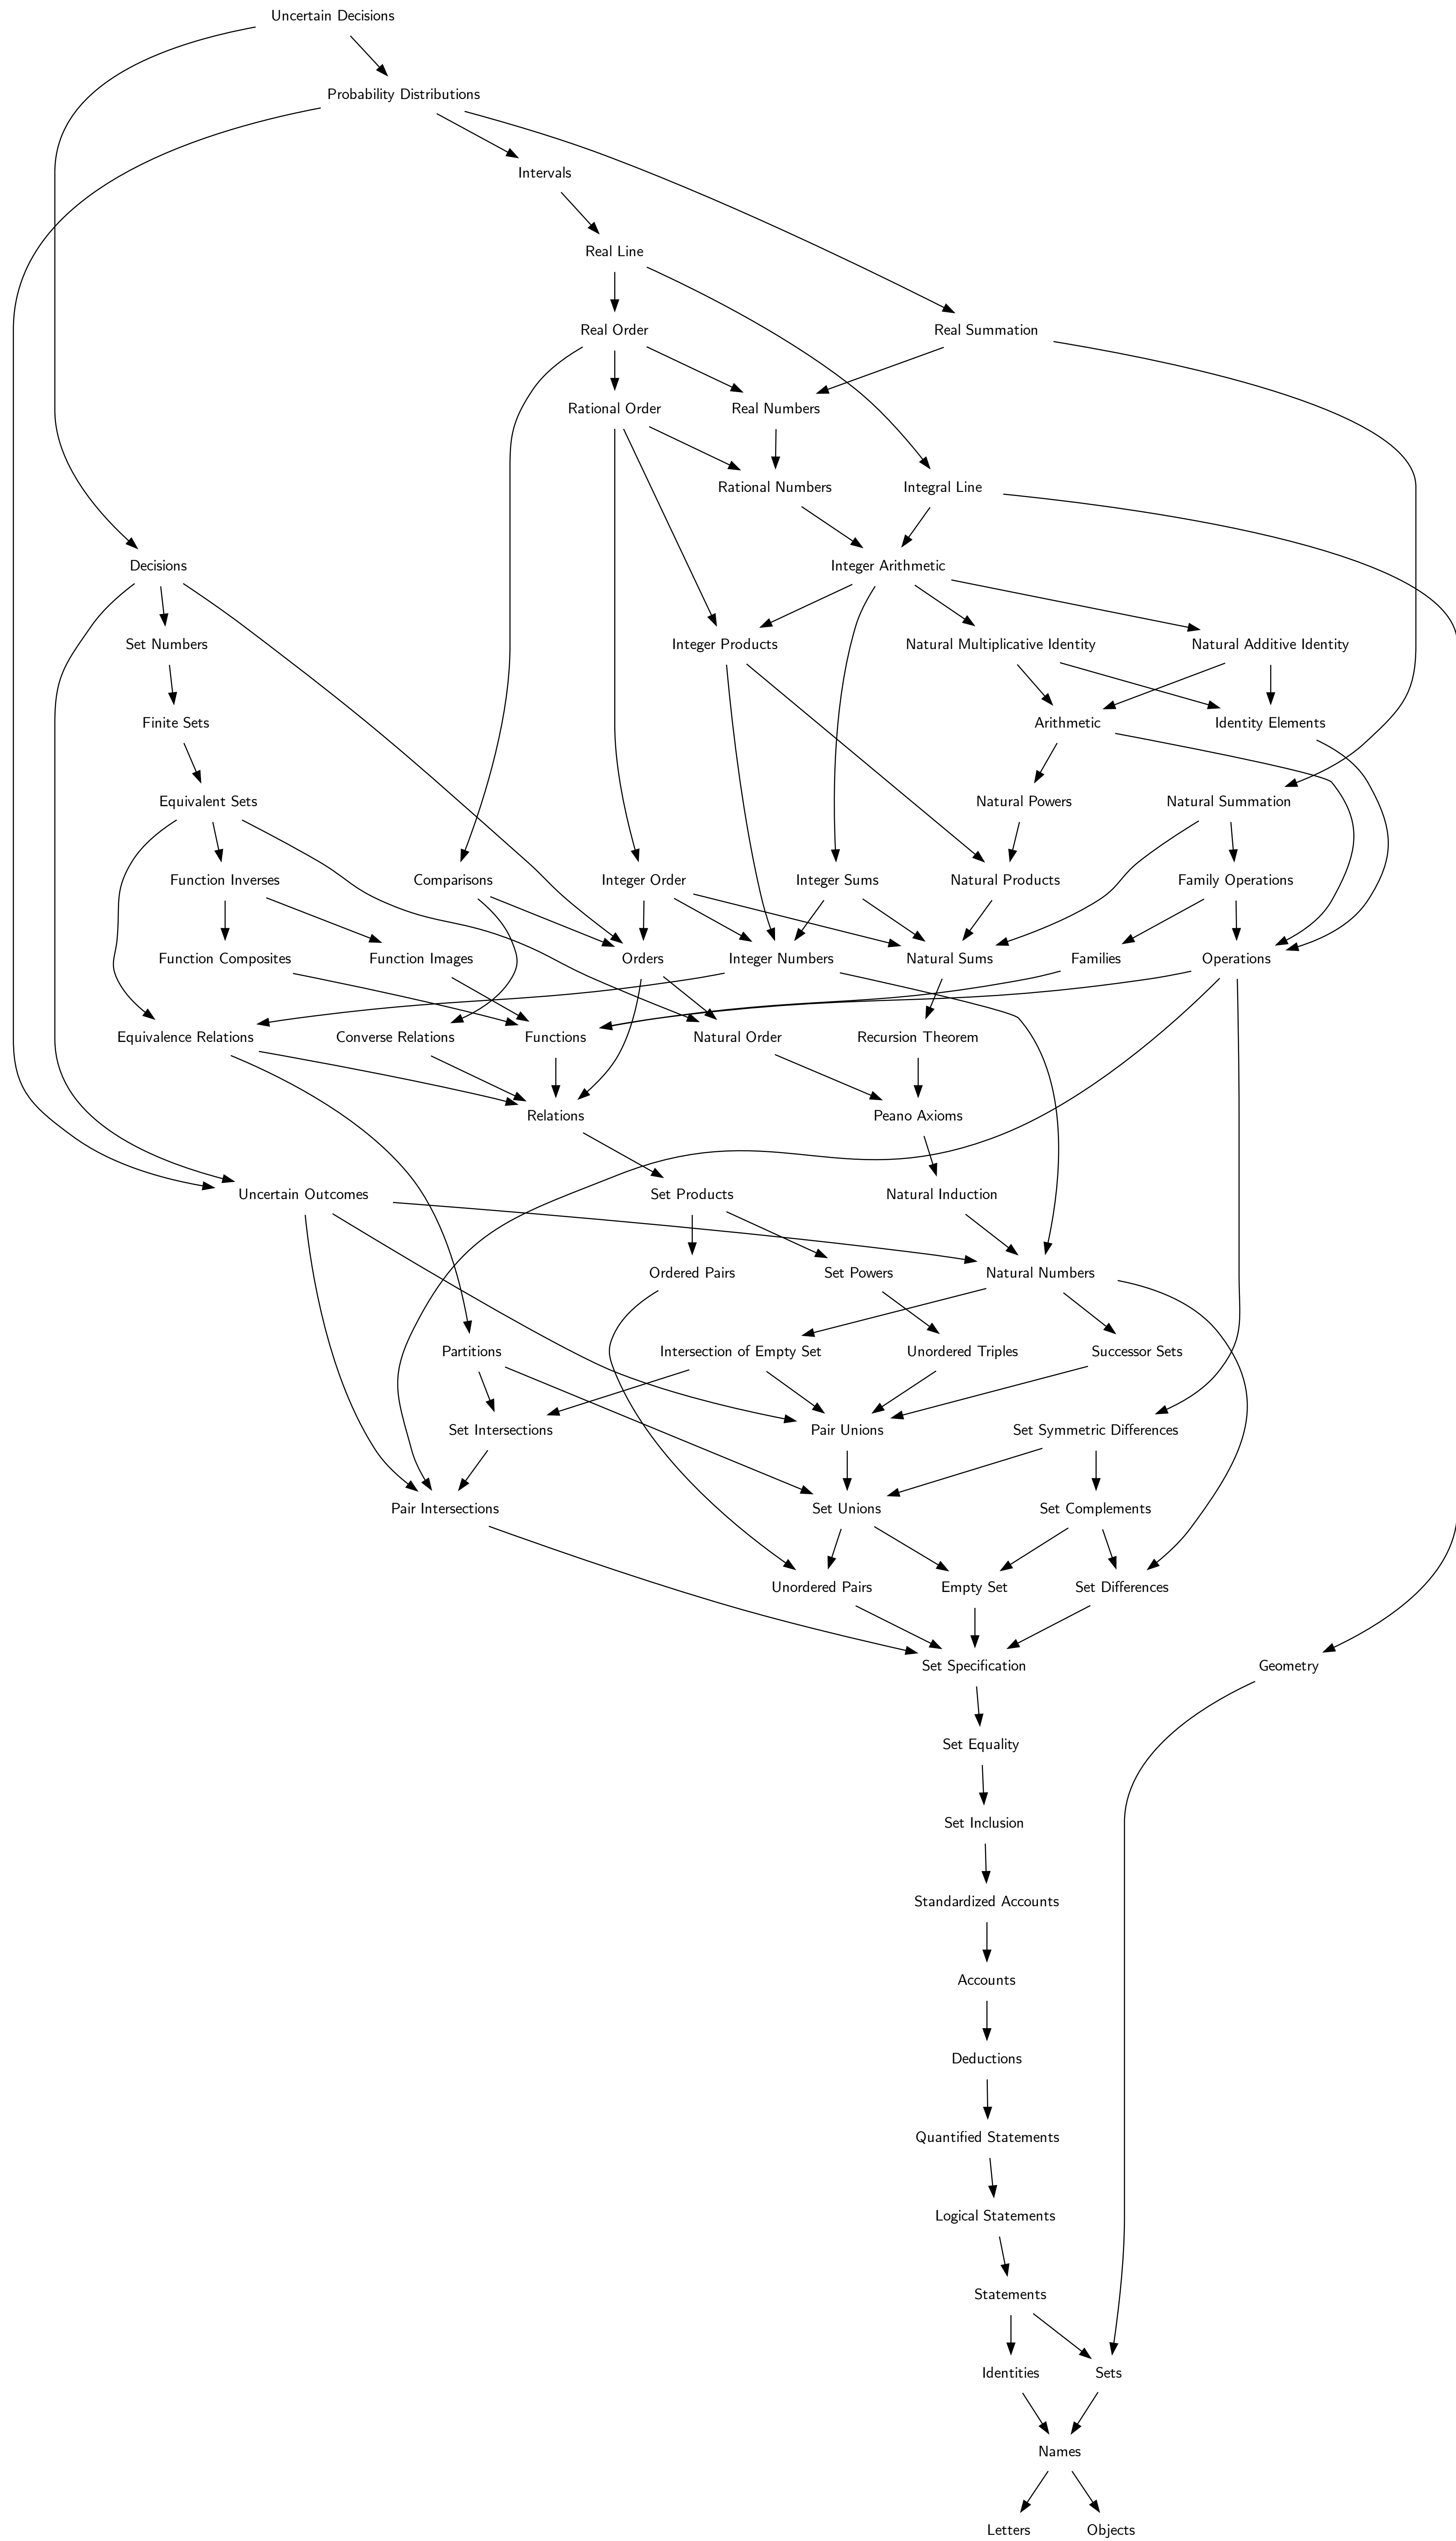 Uncertain Decisions
Probability Distributions
Intervals
Real Line
Real Order
Real Summation
Rational Order
Real Numbers
Rational Numbers
Integral Line
Decisions
Integer Arithmetic
Set Numbers
Integer Products
Natural Multiplicative Identity
Natural Additive Identity
Finite Sets
Arithmetic
Identity Elements
Equivalent Sets
Natural Powers
Natural Summation
Function Inverses
Comparisons
Integer Order
Integer Sums
Natural Products
Family Operations
Function Composites
Function Images
Orders
Integer Numbers
Natural Sums
Families
Operations
Equivalence Relations
Converse Relations
Functions
Natural Order
Recursion Theorem
Relations
Peano Axioms
Uncertain Outcomes
Set Products
Natural Induction
Ordered Pairs
Set Powers
Natural Numbers
Partitions
Intersection of Empty Set
Unordered Triples
Successor Sets
Set Intersections
Pair Unions
Set Symmetric Differences
Pair Intersections
Set Unions
Set Complements
Unordered Pairs
Empty Set
Set Differences
Set Specification
Geometry
Set Equality
Set Inclusion
Standardized Accounts
Accounts
Deductions
Quantified Statements
Logical Statements
Statements
Identities
Sets
Names
Letters
Objects